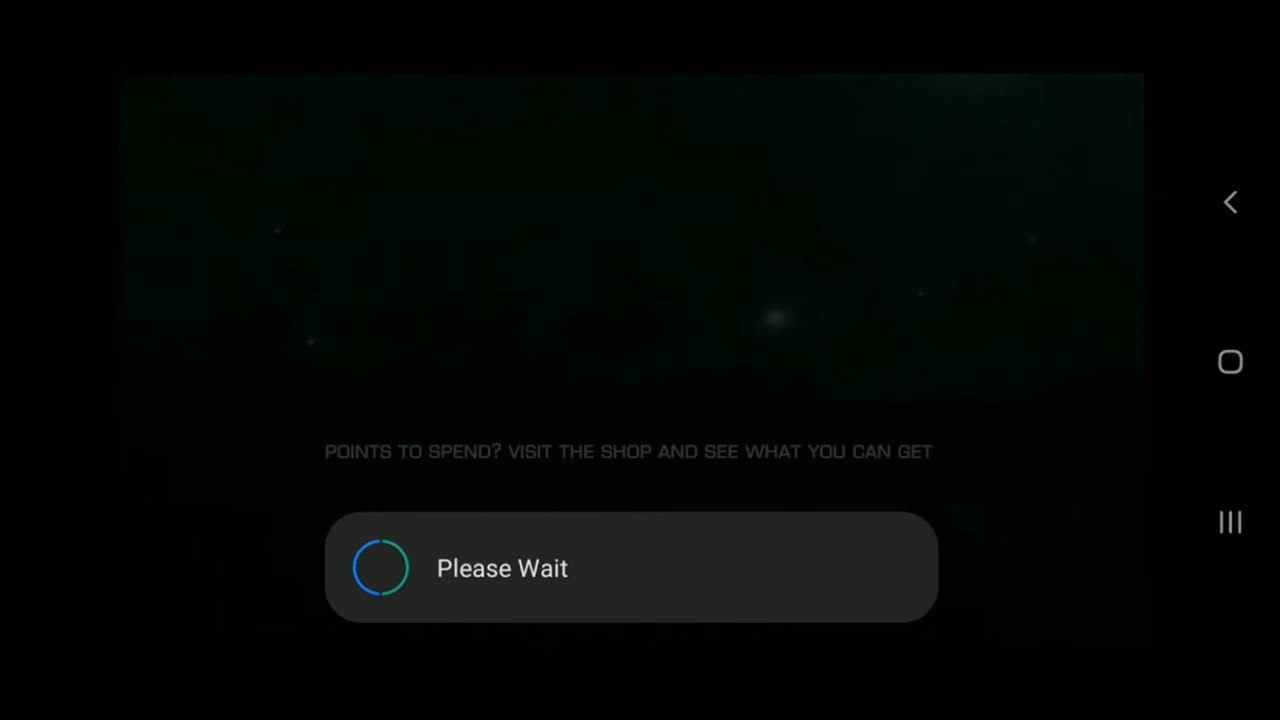 POINTS TO SPEND? VISIT THE SHOP AND SEE WHAT YOU CAN GET
Please Wait